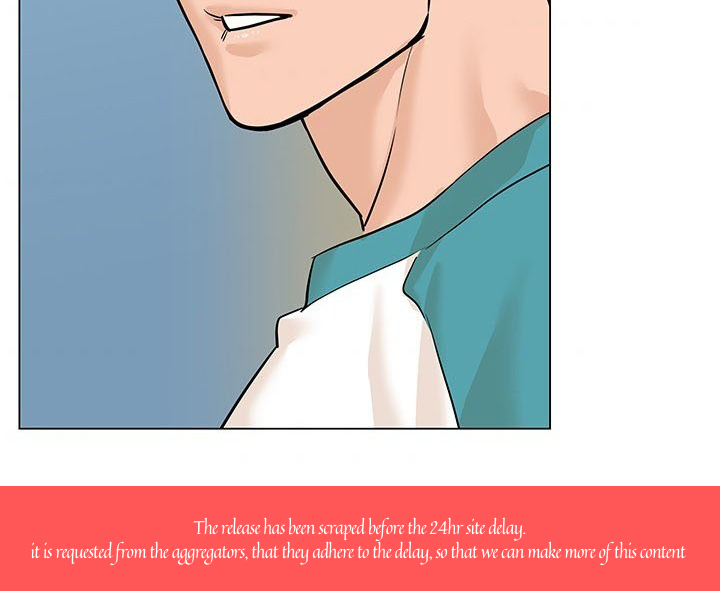 The release has been scraped before the 24hr site delay.
it is requested from the aggregators, that they adhere to the delay, so that we can make more of this content